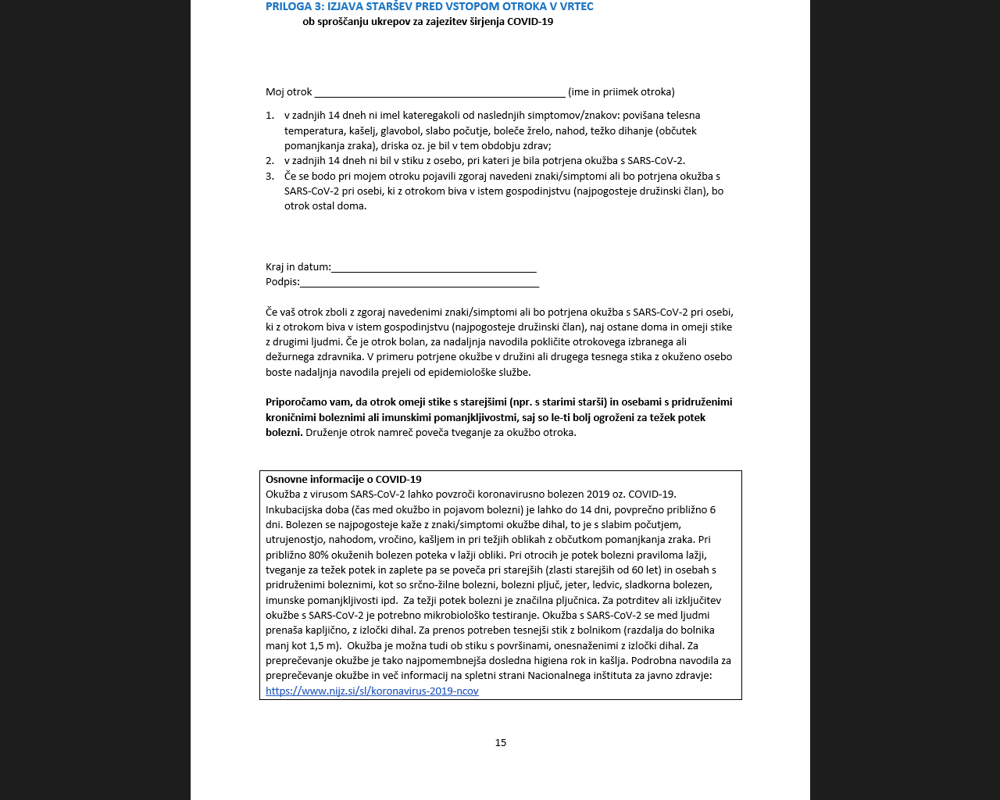 PRILOGA 3: IZJAVA STARŠEV PRED VSTOPOM OTROKA V VRTEC
ob sproščanju ukrepov za zajezitev širjenja COVID-19
Moj otrok ______________________________________________ (ime in priimek otroka)
1. v zadnjih 14 dneh ni imel kateregakoli od naslednjih simptomov/znakov: povišana telesna
temperatura, kašelj, glavobol, slabo počutje, boleče žrelo, nahod, težko dihanje (občutek
pomanjkanja zraka), driska oz. je bil v tem obdobju zdrav;
2. v zadnjih 14 dneh ni bil v stiku z osebo, pri kateri je bila potrjena okužba s SARS-CoV-2.
3. Če se bodo pri mojem otroku pojavili zgoraj navedeni znaki/simptomi ali bo potrjena okužba s
SARS-CoV-2 pri osebi, ki z otrokom biva v istem gospodinjstvu (najpogosteje družinski član), bo
otrok ostal doma.
Kraj in datum:______________________________________
Podpis:____________________________________________
Če vaš otrok zboli z zgoraj navedenimi znaki/simptomi ali bo potrjena okužba s SARS-CoV-2 pri osebi,
ki z otrokom biva v istem gospodinjstvu (najpogosteje družinski član), naj ostane doma in omeji stike
z drugimi ljudmi. Če je otrok bolan, za nadaljnja navodila pokličite otrokovega izbranega ali
dežurnega zdravnika. V primeru potrjene okužbe v družini ali drugega tesnega stika z okuženo osebo
boste nadaljnja navodila prejeli od epidemiološke službe.
Priporočamo vam, da otrok omeji stike s starejšimi (npr. s starimi starši) in osebami s pridruženimi
kroničnimi boleznimi ali imunskimi pomanjkljivostmi, saj so le-ti bolj ogroženi za težek potek
bolezni. Druženje otrok namreč poveča tveganje za okužbo otroka.
Osnovne informacije o COVID-19
Okužba z virusom SARS-CoV-2 lahko povzroči koronavirusno bolezen 2019 oz. COVID-19.
Inkubacijska doba (čas med okužbo in pojavom bolezni) je lahko do 14 dni, povprečno približno 6
dni. Bolezen se najpogosteje kaže z znaki/simptomi okužbe dihal, to je s slabim počutjem,
utrujenostjo, nahodom, vročino, kašljem in pri težjih oblikah z občutkom pomanjkanja zraka. Pri
približno 80% okuženih bolezen poteka v lažji obliki. Pri otrocih je potek bolezni praviloma lažji,
tveganje za težek potek in zaplete pa se poveča pri starejših (zlasti starejših od 60 let) in osebah s
pridruženimi boleznimi, kot so srčno-žilne bolezni, bolezni pljuč, jeter, ledvic, sladkorna bolezen,
imunske pomanjkljivosti ipd.  Za težji potek bolezni je značilna pljučnica. Za potrditev ali izključitev
okužbe s SARS-CoV-2 je potrebno mikrobiološko testiranje. Okužba s SARS-CoV-2 se med ljudmi
prenaša kapljično, z izločki dihal. Za prenos potreben tesnejši stik z bolnikom (razdalja do bolnika
manj kot 1,5 m).  Okužba je možna tudi ob stiku s površinami, onesnaženimi z izločki dihal. Za
preprečevanje okužbe je tako najpomembnejša dosledna higiena rok in kašlja. Podrobna navodila za
preprečevanje okužbe in več informacij na spletni strani Nacionalnega inštituta za javno zdravje:
https://www.nijz.si/sl/koronavirus-2019-ncov
15